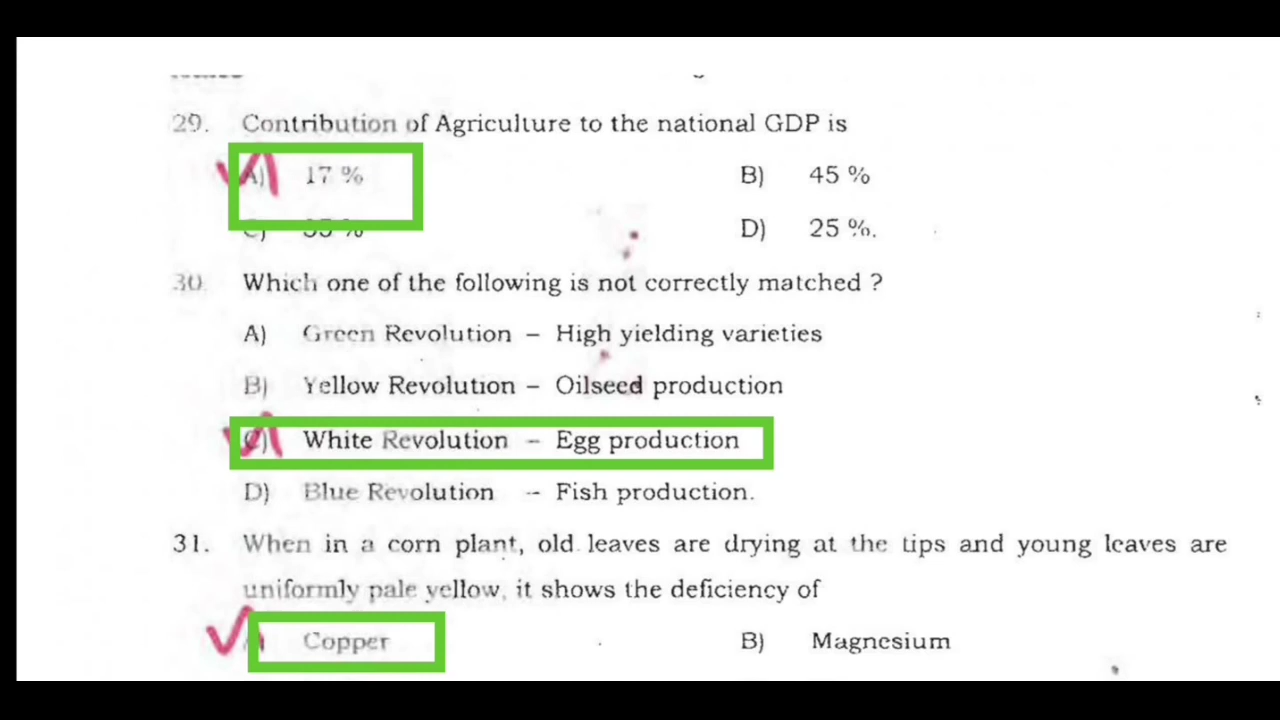 29. Contribution of Agriculture to the national GDP is
A) 17 % B) 45 %
C) 35 % D) 25 %.
30. Which one of the following is not correctly matched ?
A) Green Revolution – High yielding varieties
B) Yellow Revolution – Oilseed production
C) White Revolution – Egg production
D) Blue Revolution – Fish production.
31. When in a corn plant, old leaves are drying at the tips and young leaves are
uniformly pale yellow, it shows the deficiency of
A) Copper B) Magnesium